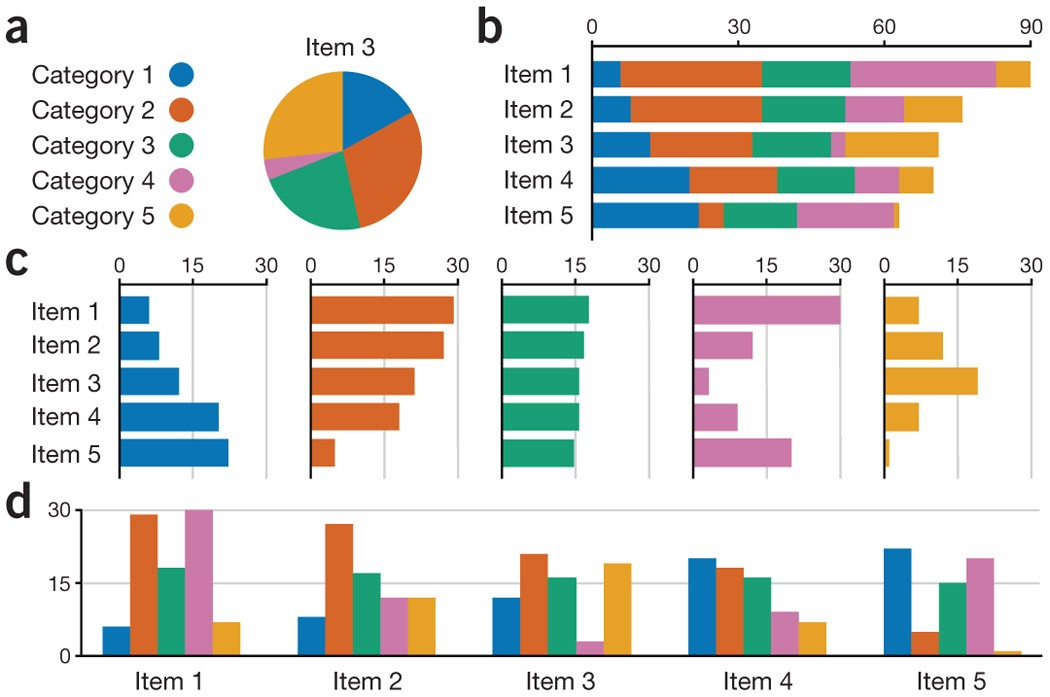 a
Item 3
Category 1
Category 2
Category 3
Category 4
Category 5
b
0 30 60 90
Item 1
Item 2
Item 3
Item 4
Item 5
c
0 15 30 0 15 30 0 15 30 0 15 30 0 15 30
Item 1
Item 2
Item 3
Item 4
Item 5
d
30
15
0
Item 1 Item 2 Item 3 Item 4 Item 5